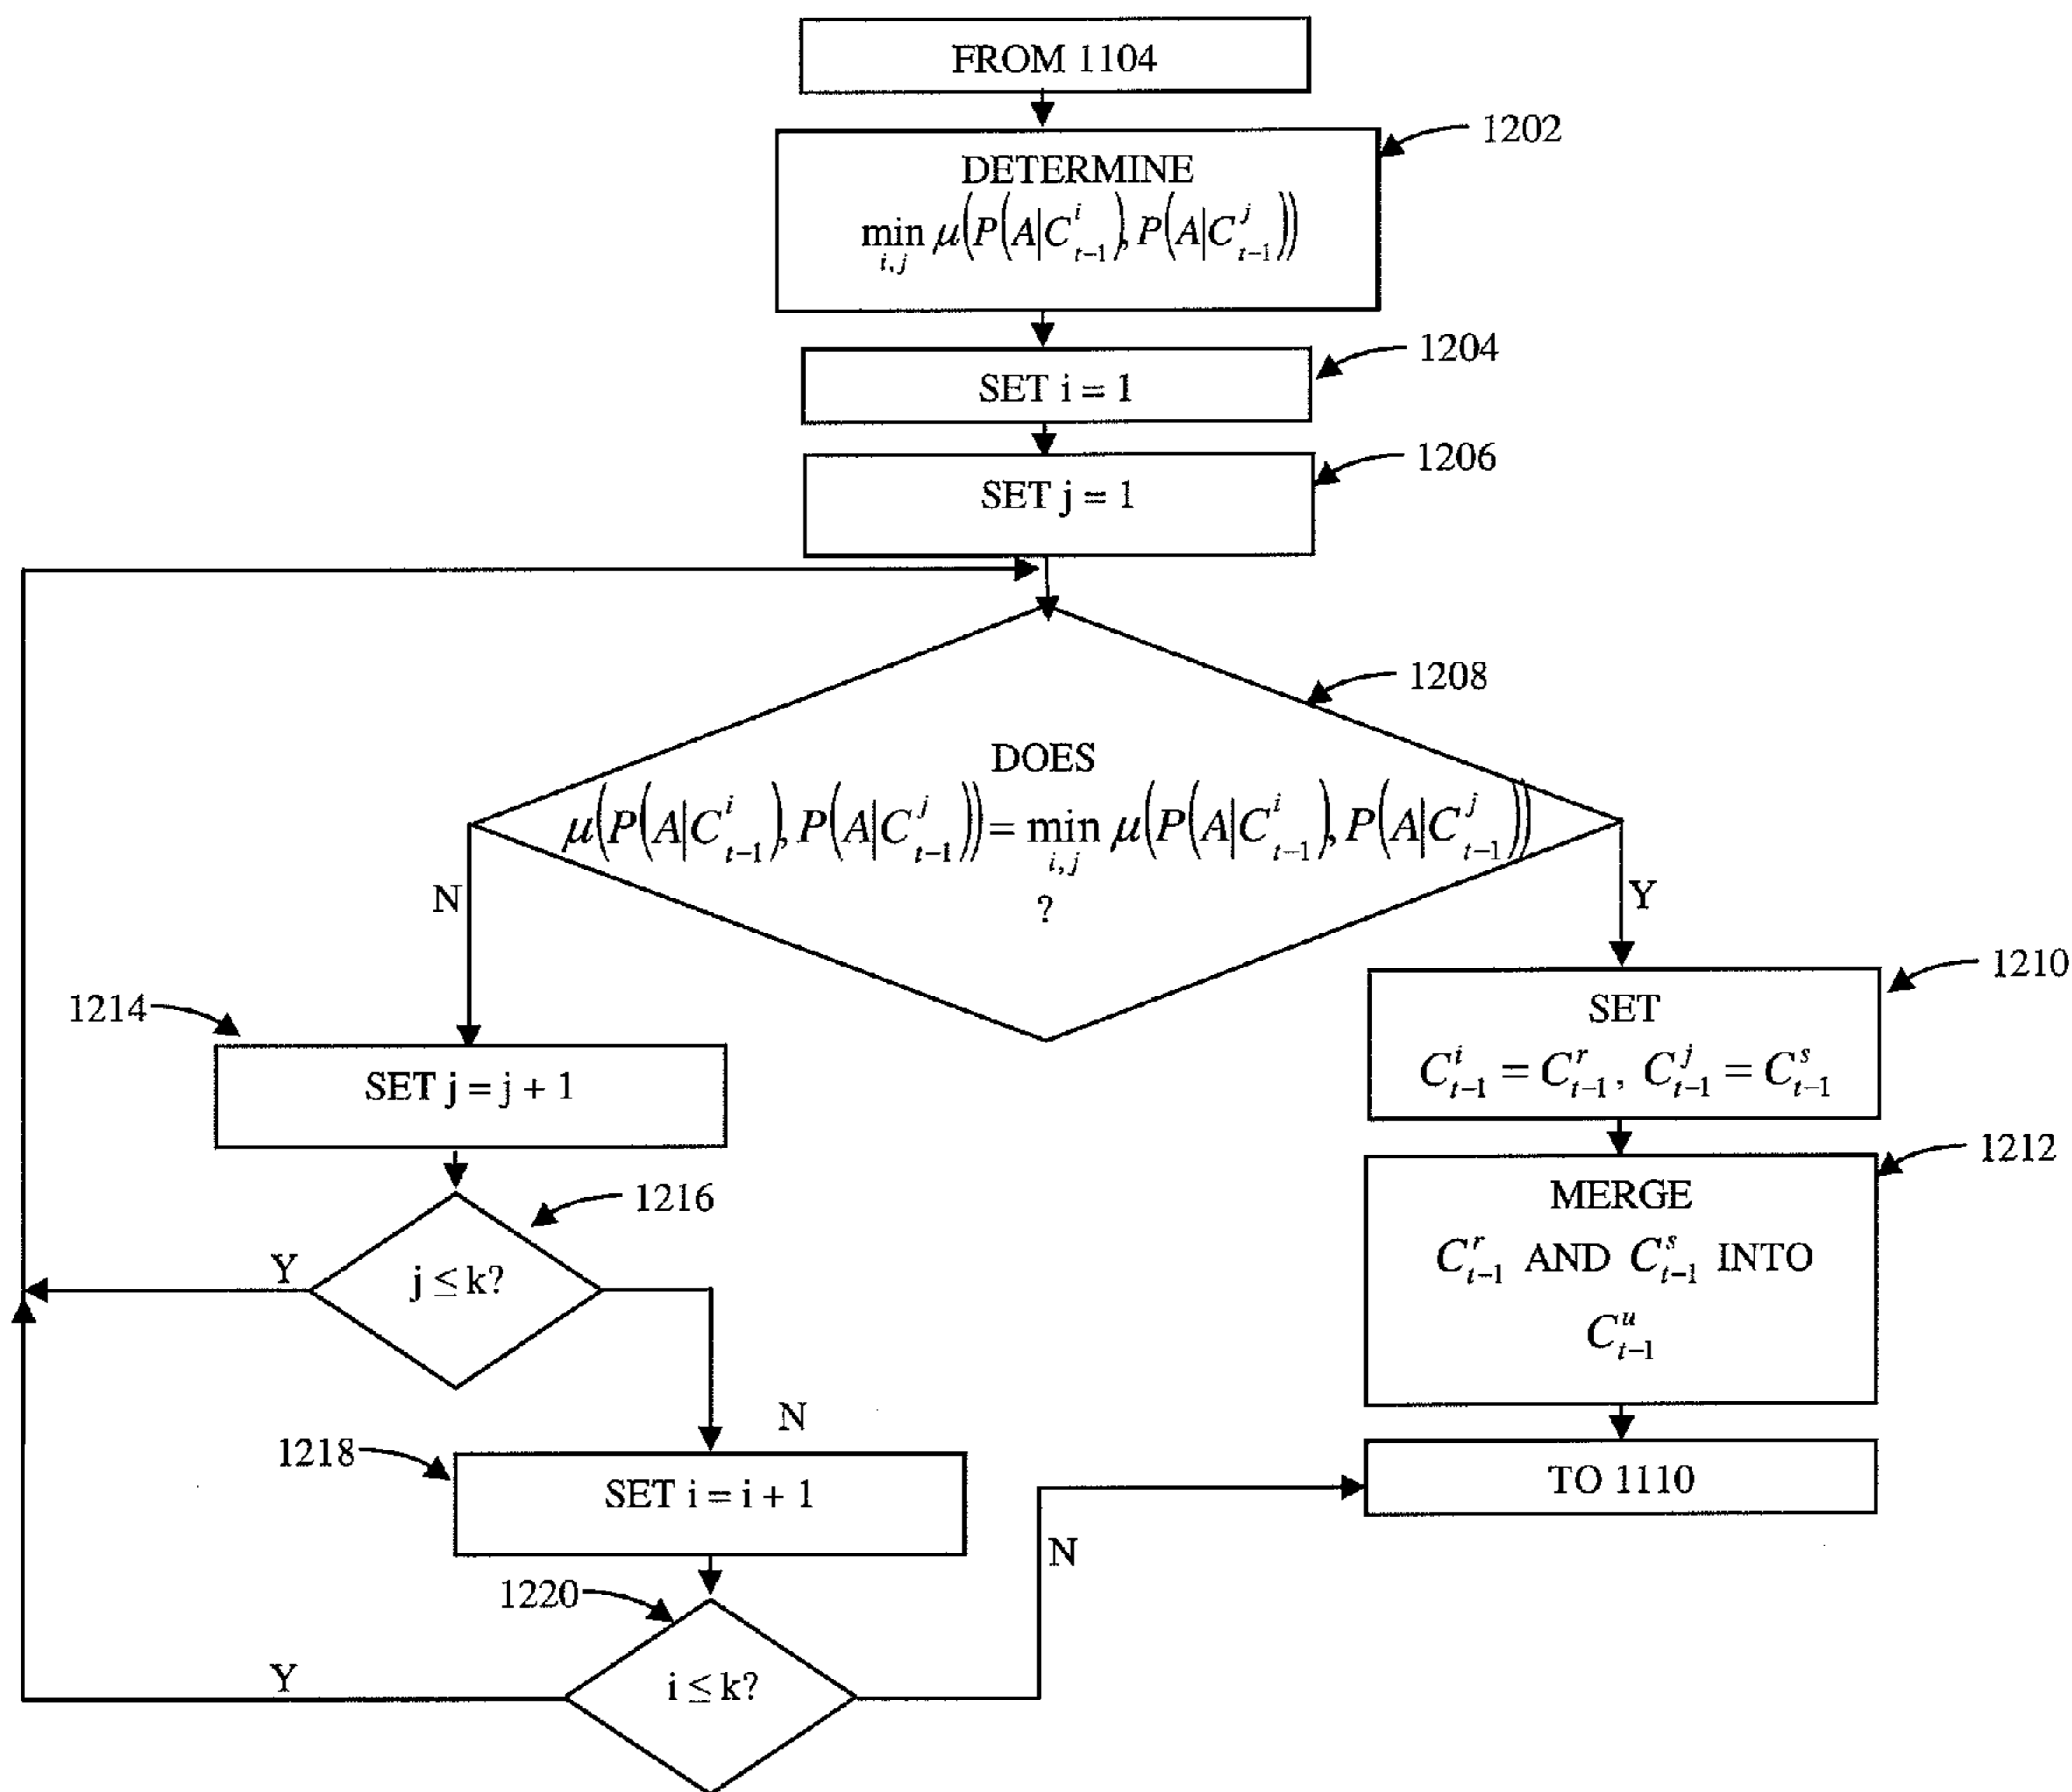 FROM 1104
1202
DETERMINE
min_{i,j} μ(P(A|C^i_{t-1}), P(A|C^j_{t-1}))
1204
SET i = 1
1206
SET j = 1
1208
DOES
μ(P(A|C^i_{t-1}), P(A|C^j_{t-1})) = min_{i,j} μ(P(A|C^i_{t-1}), P(A|C^j_{t-1}))
?
N
Y
1210
SET
C^i_{t-1} = C^r_{t-1}, C^j_{t-1} = C^s_{t-1}
1214
SET j = j + 1
1212
MERGE
C^r_{t-1} AND C^s_{t-1} INTO
C^u_{t-1}
1216
j ≤ k?
Y
N
1218
SET i = i + 1
TO 1110
1220
i ≤ k?
Y
N